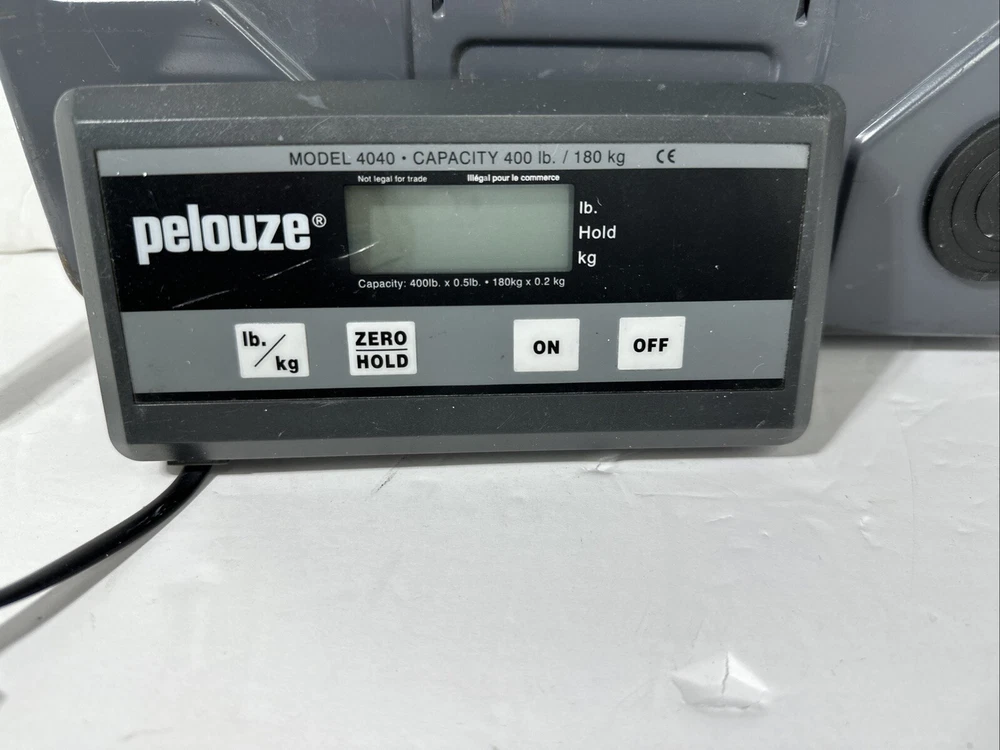 MODEL 4040 • CAPACITY 400 lb. / 180 kg CE
Not legal for trade Illégal pour le commerce
pelouze®
lb.
Hold
kg
Capacity: 400lb. x 0.5lb. • 180kg x 0.2 kg
lb./kg
ZERO
HOLD
ON
OFF